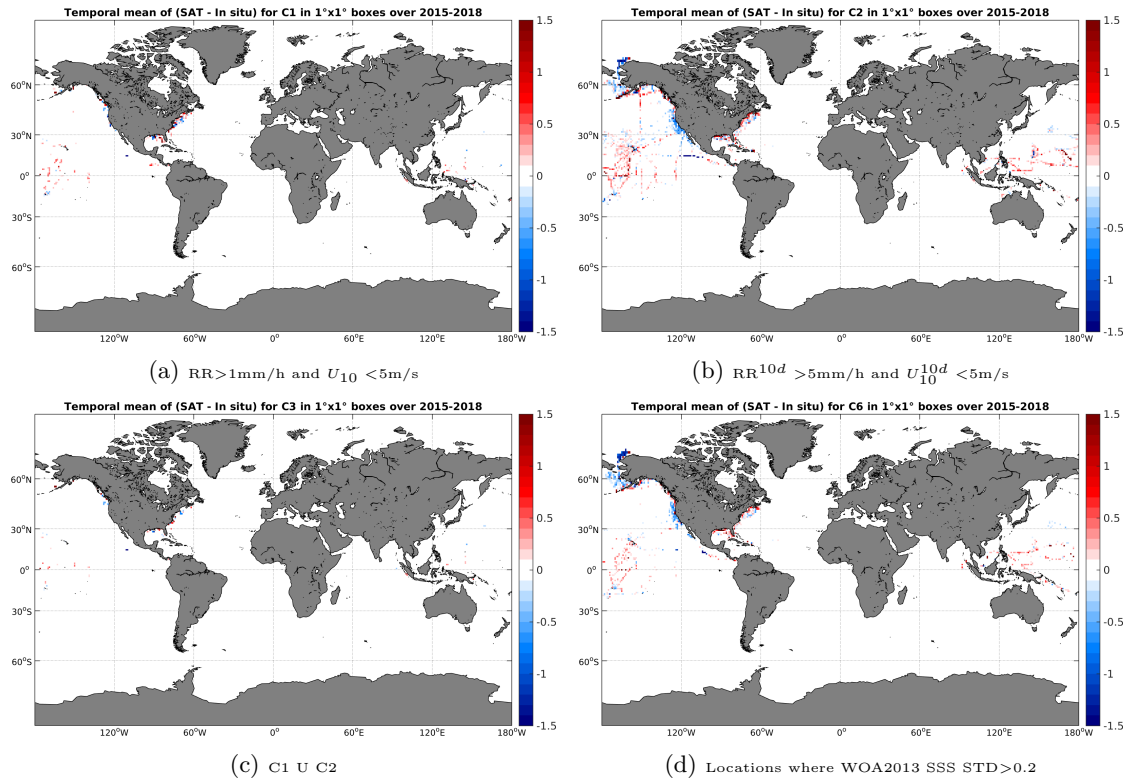 Temporal mean of (SAT - In situ) for C1 in 1°x1° boxes over 2015-2018
60°N
30°N
0°
30°S
60°S
120°W 60°W 0° 60°E 120°E 180°W
1.5
1
0.5
0
-0.5
-1
-1.5
(a) RR>1mm/h and U10 <5m/s
Temporal mean of (SAT - In situ) for C2 in 1°x1° boxes over 2015-2018
60°N
30°N
0°
30°S
60°S
120°W 60°W 0° 60°E 120°E 180°W
1.5
1
0.5
0
-0.5
-1
-1.5
(b) RR10d >5mm/h and U10d10 <5m/s
Temporal mean of (SAT - In situ) for C3 in 1°x1° boxes over 2015-2018
60°N
30°N
0°
30°S
60°S
120°W 60°W 0° 60°E 120°E 180°W
1.5
1
0.5
0
-0.5
-1
-1.5
(c) C1 U C2
Temporal mean of (SAT - In situ) for C6 in 1°x1° boxes over 2015-2018
60°N
30°N
0°
30°S
60°S
120°W 60°W 0° 60°E 120°E 180°W
1.5
1
0.5
0
-0.5
-1
-1.5
(d) Locations where WOA2013 SSS STD>0.2